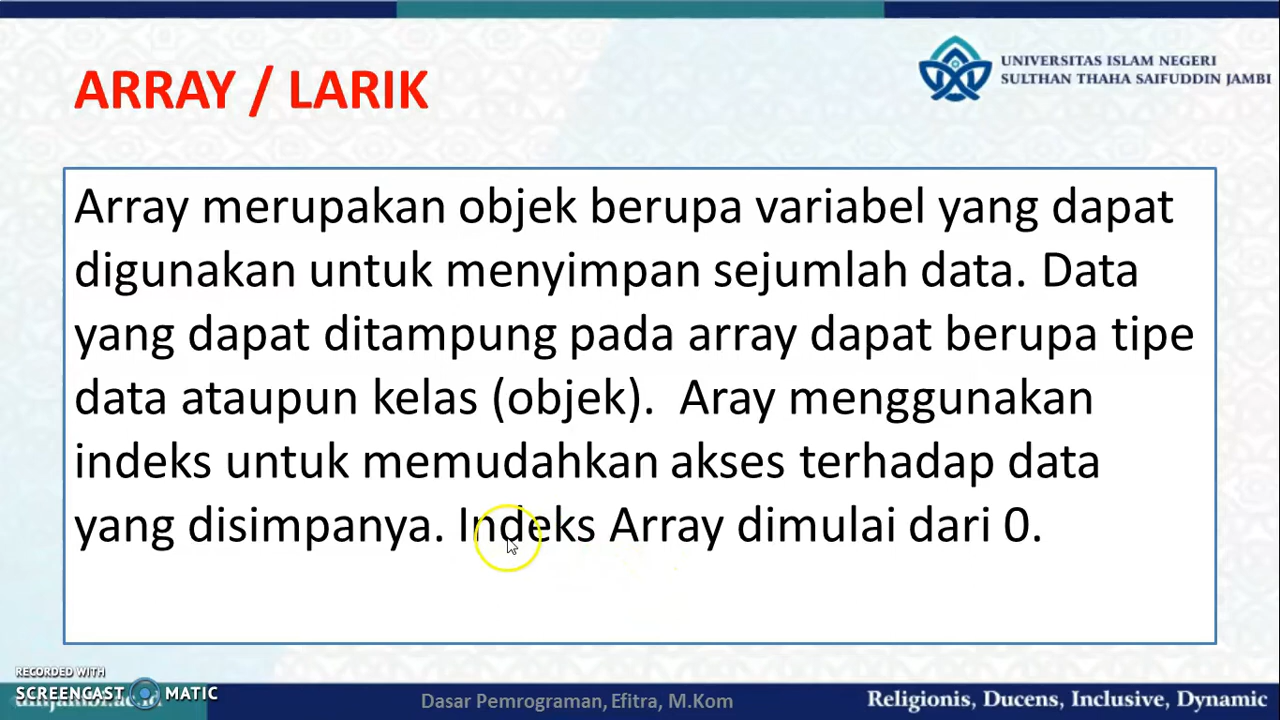 UNIVERSITAS ISLAM NEGERI
SULTHAN THAHA SAIFUDDIN JAMBI
ARRAY / LARIK
Array merupakan objek berupa variabel yang dapat
digunakan untuk menyimpan sejumlah data. Data
yang dapat ditampung pada array dapat berupa tipe
data ataupun kelas (objek).  Aray menggunakan
indeks untuk memudahkan akses terhadap data
yang disimpanya. Indeks Array dimulai dari 0.
RECORDED WITH
SCREENCAST MATIC
Dasar Pemrograman, Efitra, M.Kom
Religionis, Ducens, Inclusive, Dynamic